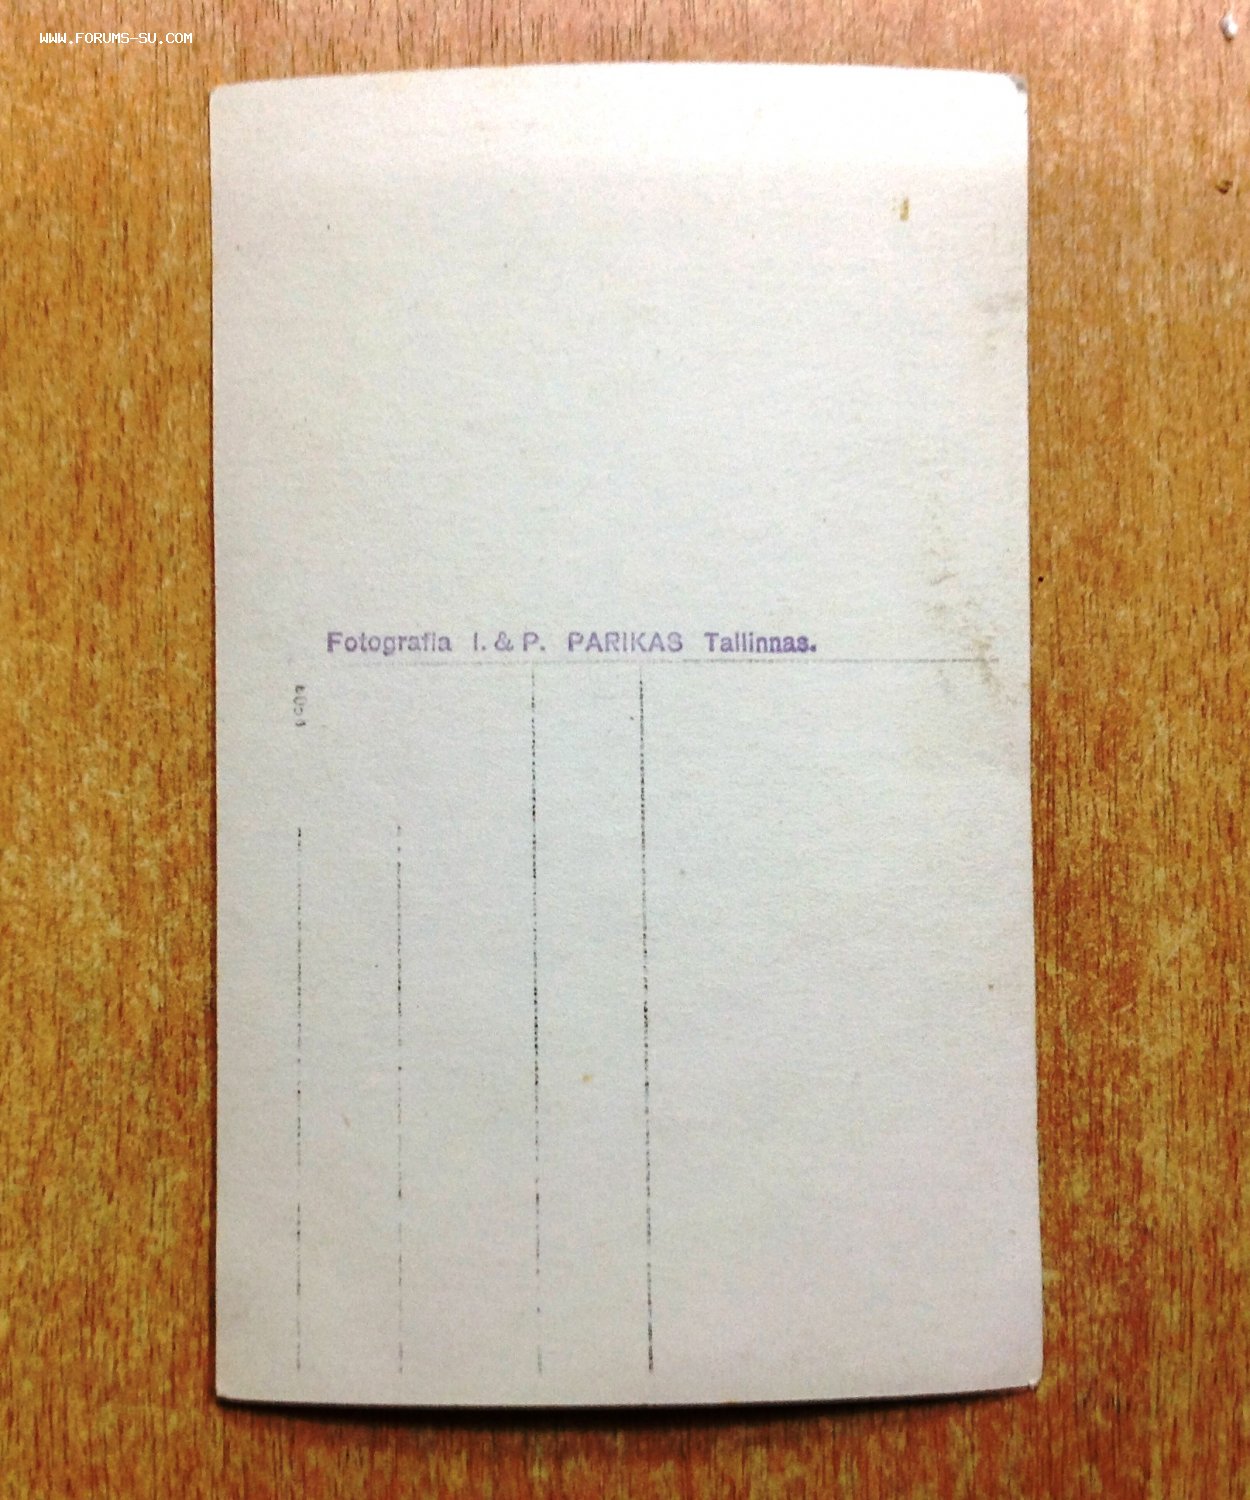 WWW.FORUMS-SU.COM
Fotografia I. & P. PARIKAS Tallinnas.